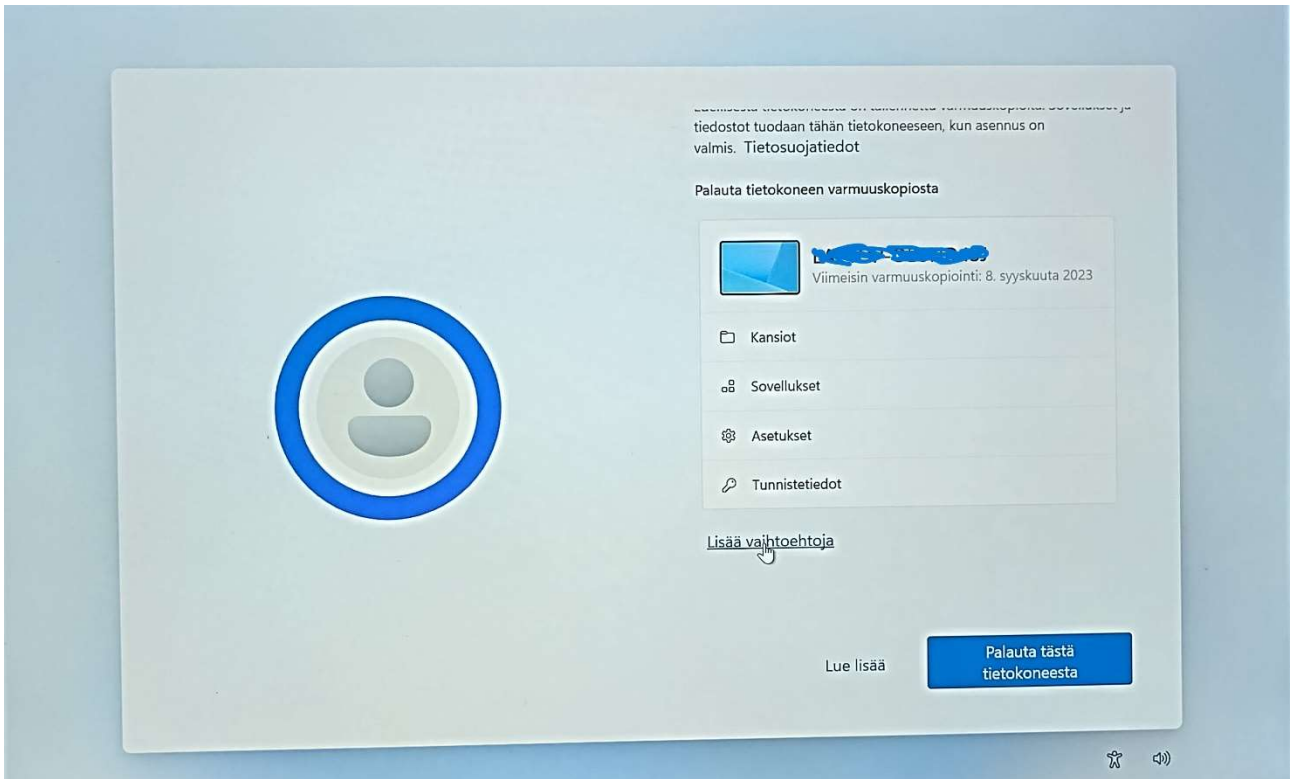 tiedostot tuodaan tähän tietokoneeseen, kun asennus on
valmis. Tietosuojatiedot
Palauta tietokoneen varmuuskopiosta
Viimeisin varmuuskopiointi: 8. syyskuuta 2023
Kansiot
Sovellukset
Asetukset
Tunnistetiedot
Lisää vaihtoehtoja
Lue lisää
Palauta tästä
tietokoneesta